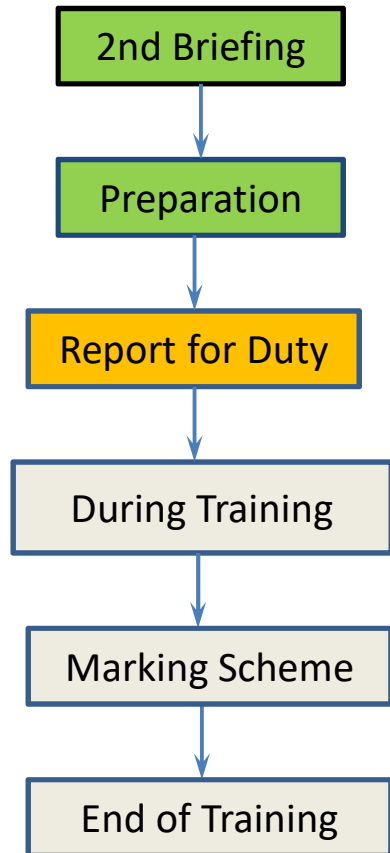 2nd Briefing
Preparation
Report for Duty
During Training
Marking Scheme
End of Training